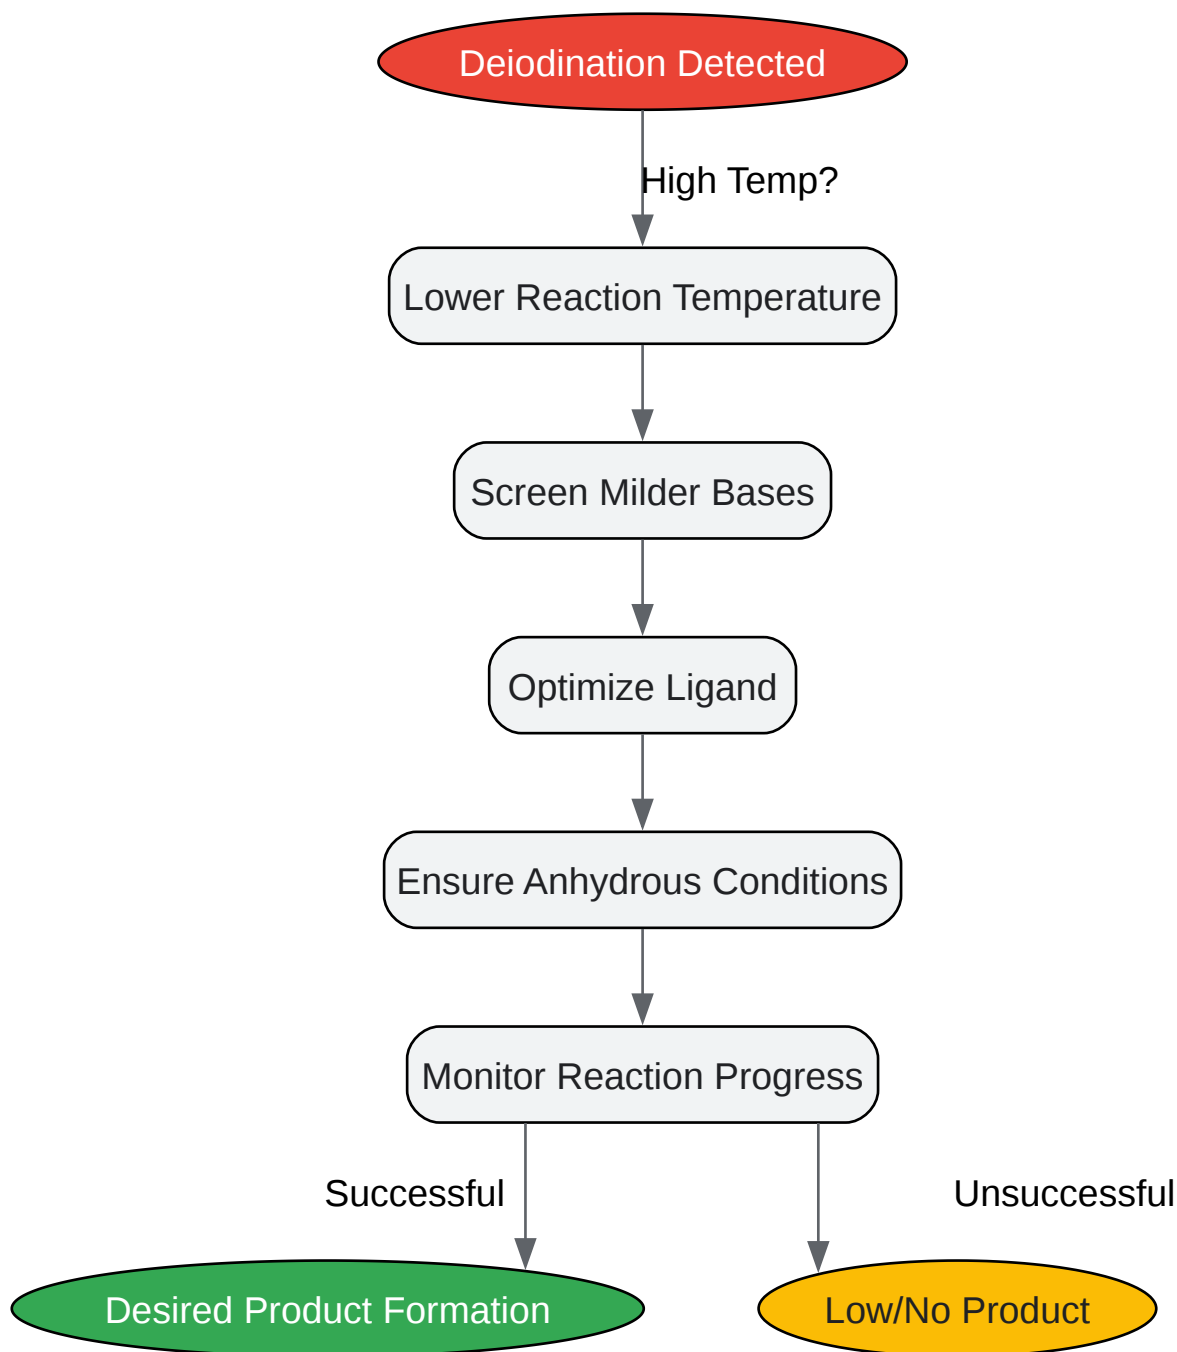 Deiodination Detected
High Temp?
Lower Reaction Temperature
Screen Milder Bases
Optimize Ligand
Ensure Anhydrous Conditions
Monitor Reaction Progress
Successful
Unsuccessful
Desired Product Formation
Low/No Product